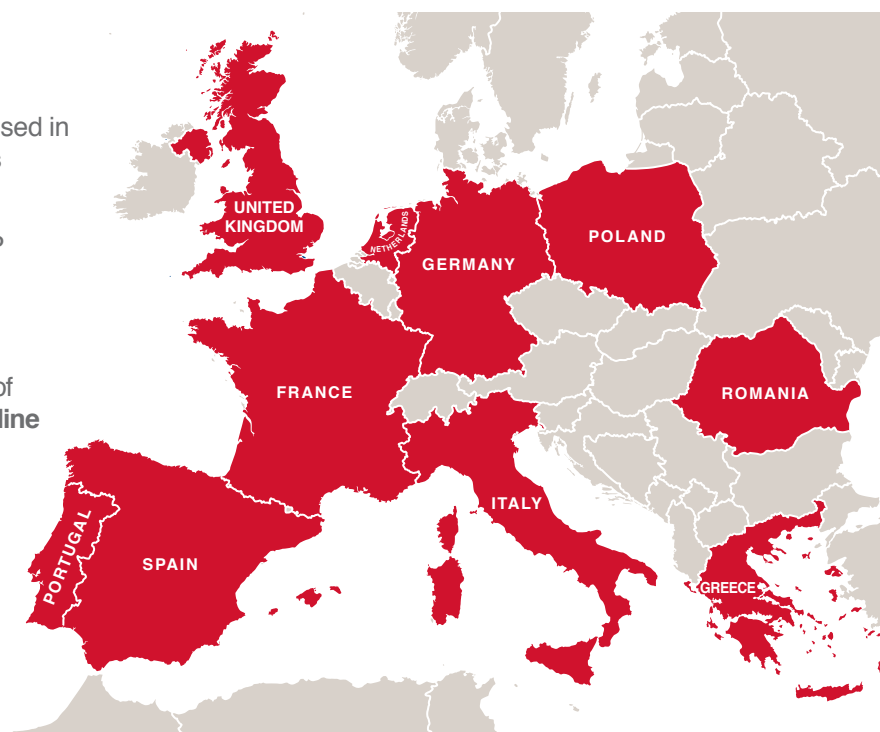 sed in
of
line
UNITED
KINGDOM
NETHERLANDS
GERMANY
POLAND
FRANCE
ROMANIA
ITALY
PORTUGAL
SPAIN
GREECE